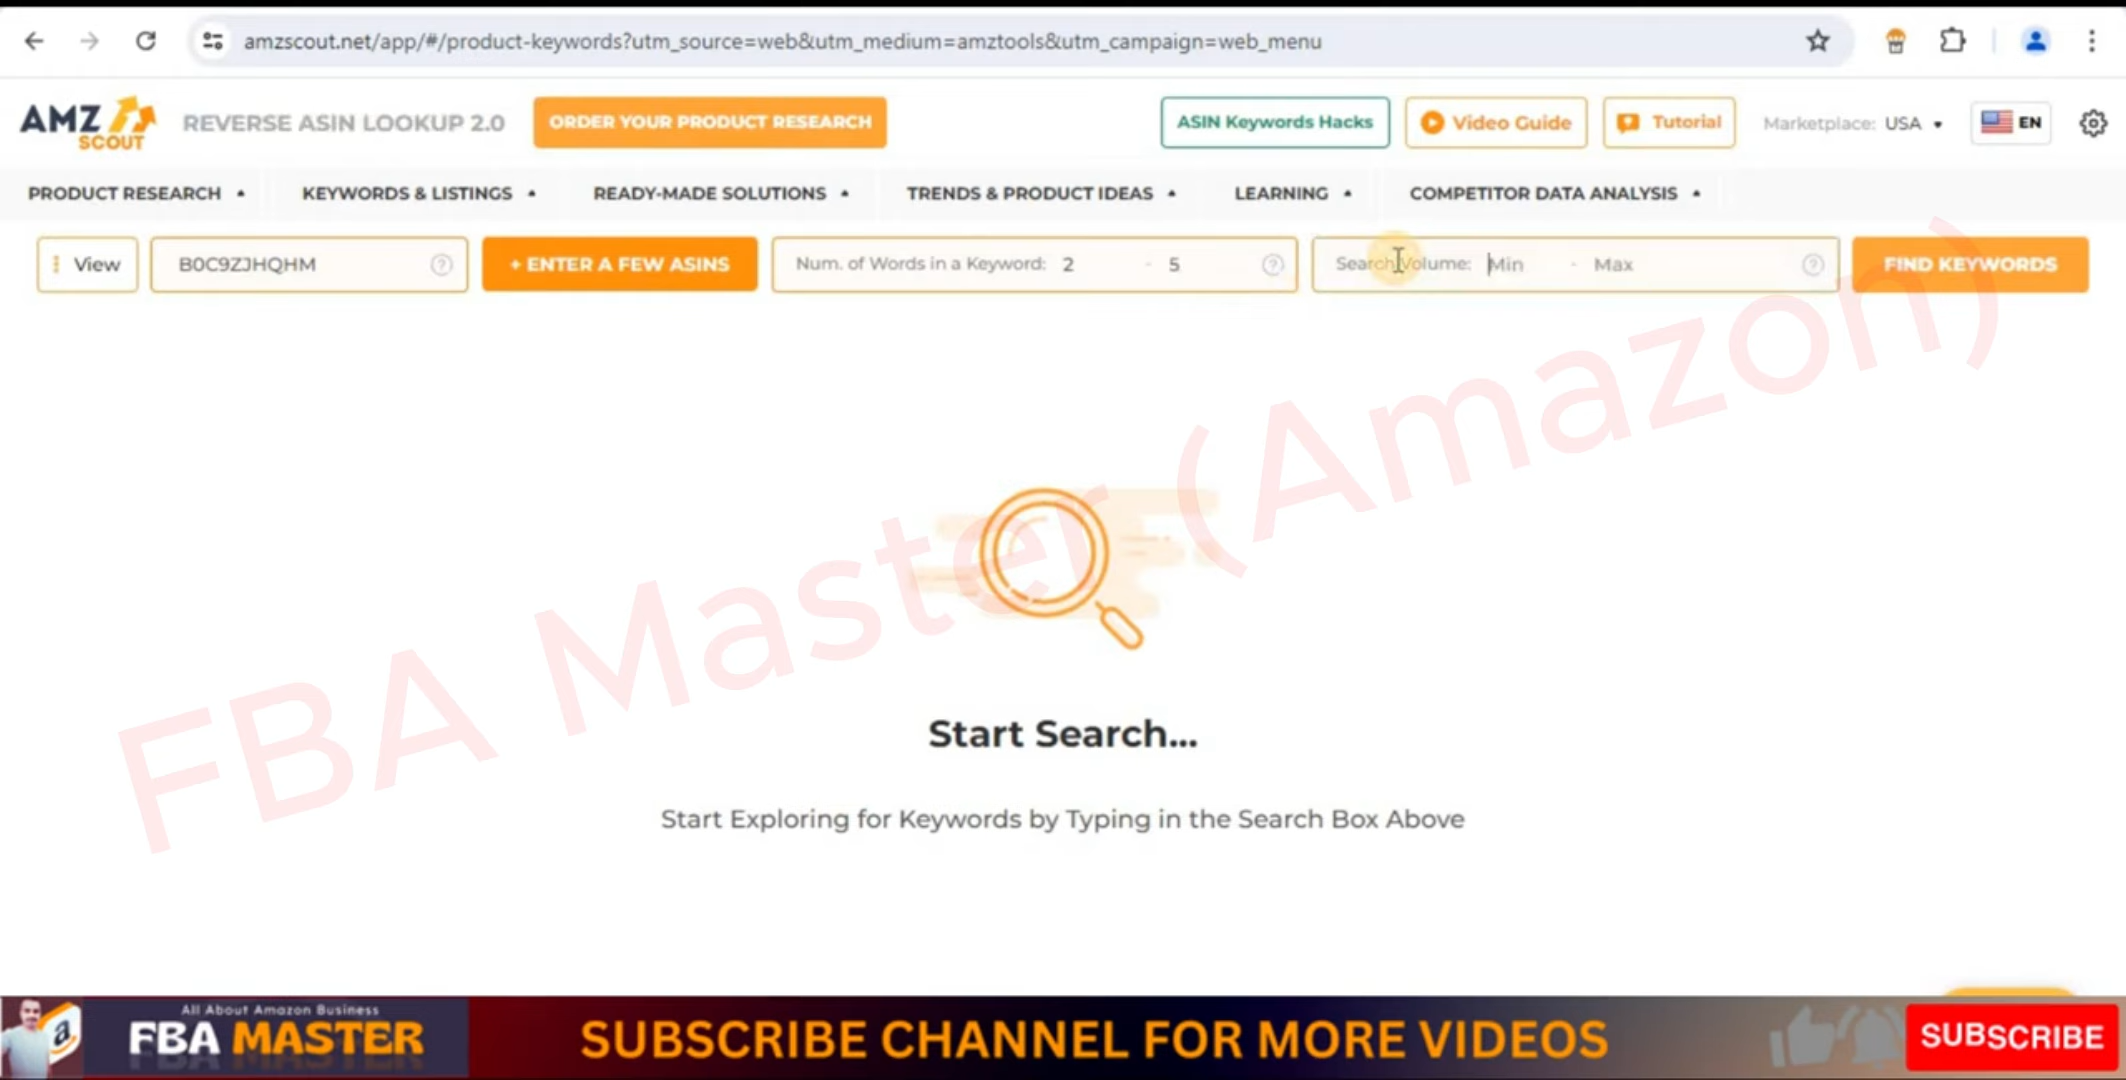 amzscout.net/app/#/product-keywords?utm_source=web&utm_medium=amztools&utm_campaign=web_menu
AMZ SCOUT
REVERSE ASIN LOOKUP 2.0
ORDER YOUR PRODUCT RESEARCH
ASIN Keywords Hacks
Video Guide
Tutorial
Marketplace: USA
EN
PRODUCT RESEARCH
KEYWORDS & LISTINGS
READY-MADE SOLUTIONS
TRENDS & PRODUCT IDEAS
LEARNING
COMPETITOR DATA ANALYSIS
View
B0C9ZJHQHM
+ ENTER A FEW ASINS
Num. of Words in a Keyword: 2 - 5
Search Volume: Min - Max
FIND KEYWORDS
FBA Master (Amazon)
Start Search...
Start Exploring for Keywords by Typing in the Search Box Above
a
All About Amazon Business
FBA MASTER
SUBSCRIBE CHANNEL FOR MORE VIDEOS
SUBSCRIBE